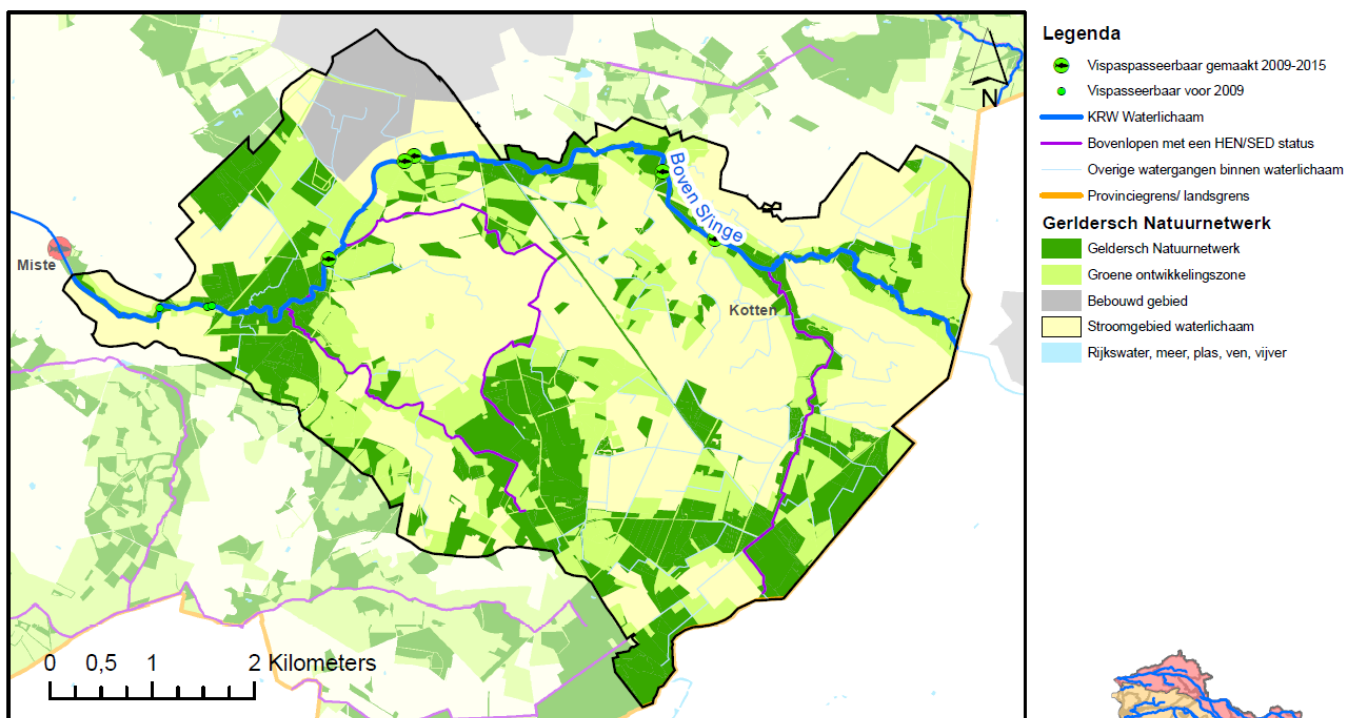 Miste
Boven Slinge
Kotten
N
0 0,5 1 2 Kilometers
Legenda
Vispaspasseerbaar gemaakt 2009-2015
Vispasseerbaar voor 2009
KRW Waterlichaam
Bovenlopen met een HEN/SED status
Overige watergangen binnen waterlichaam
Provinciegrens/ landsgrens
Gerldersch Natuurnetwerk
Geldersch Natuurnetwerk
Groene ontwikkelingszone
Bebouwd gebied
Stroomgebied waterlichaam
Rijkswater, meer, plas, ven, vijver